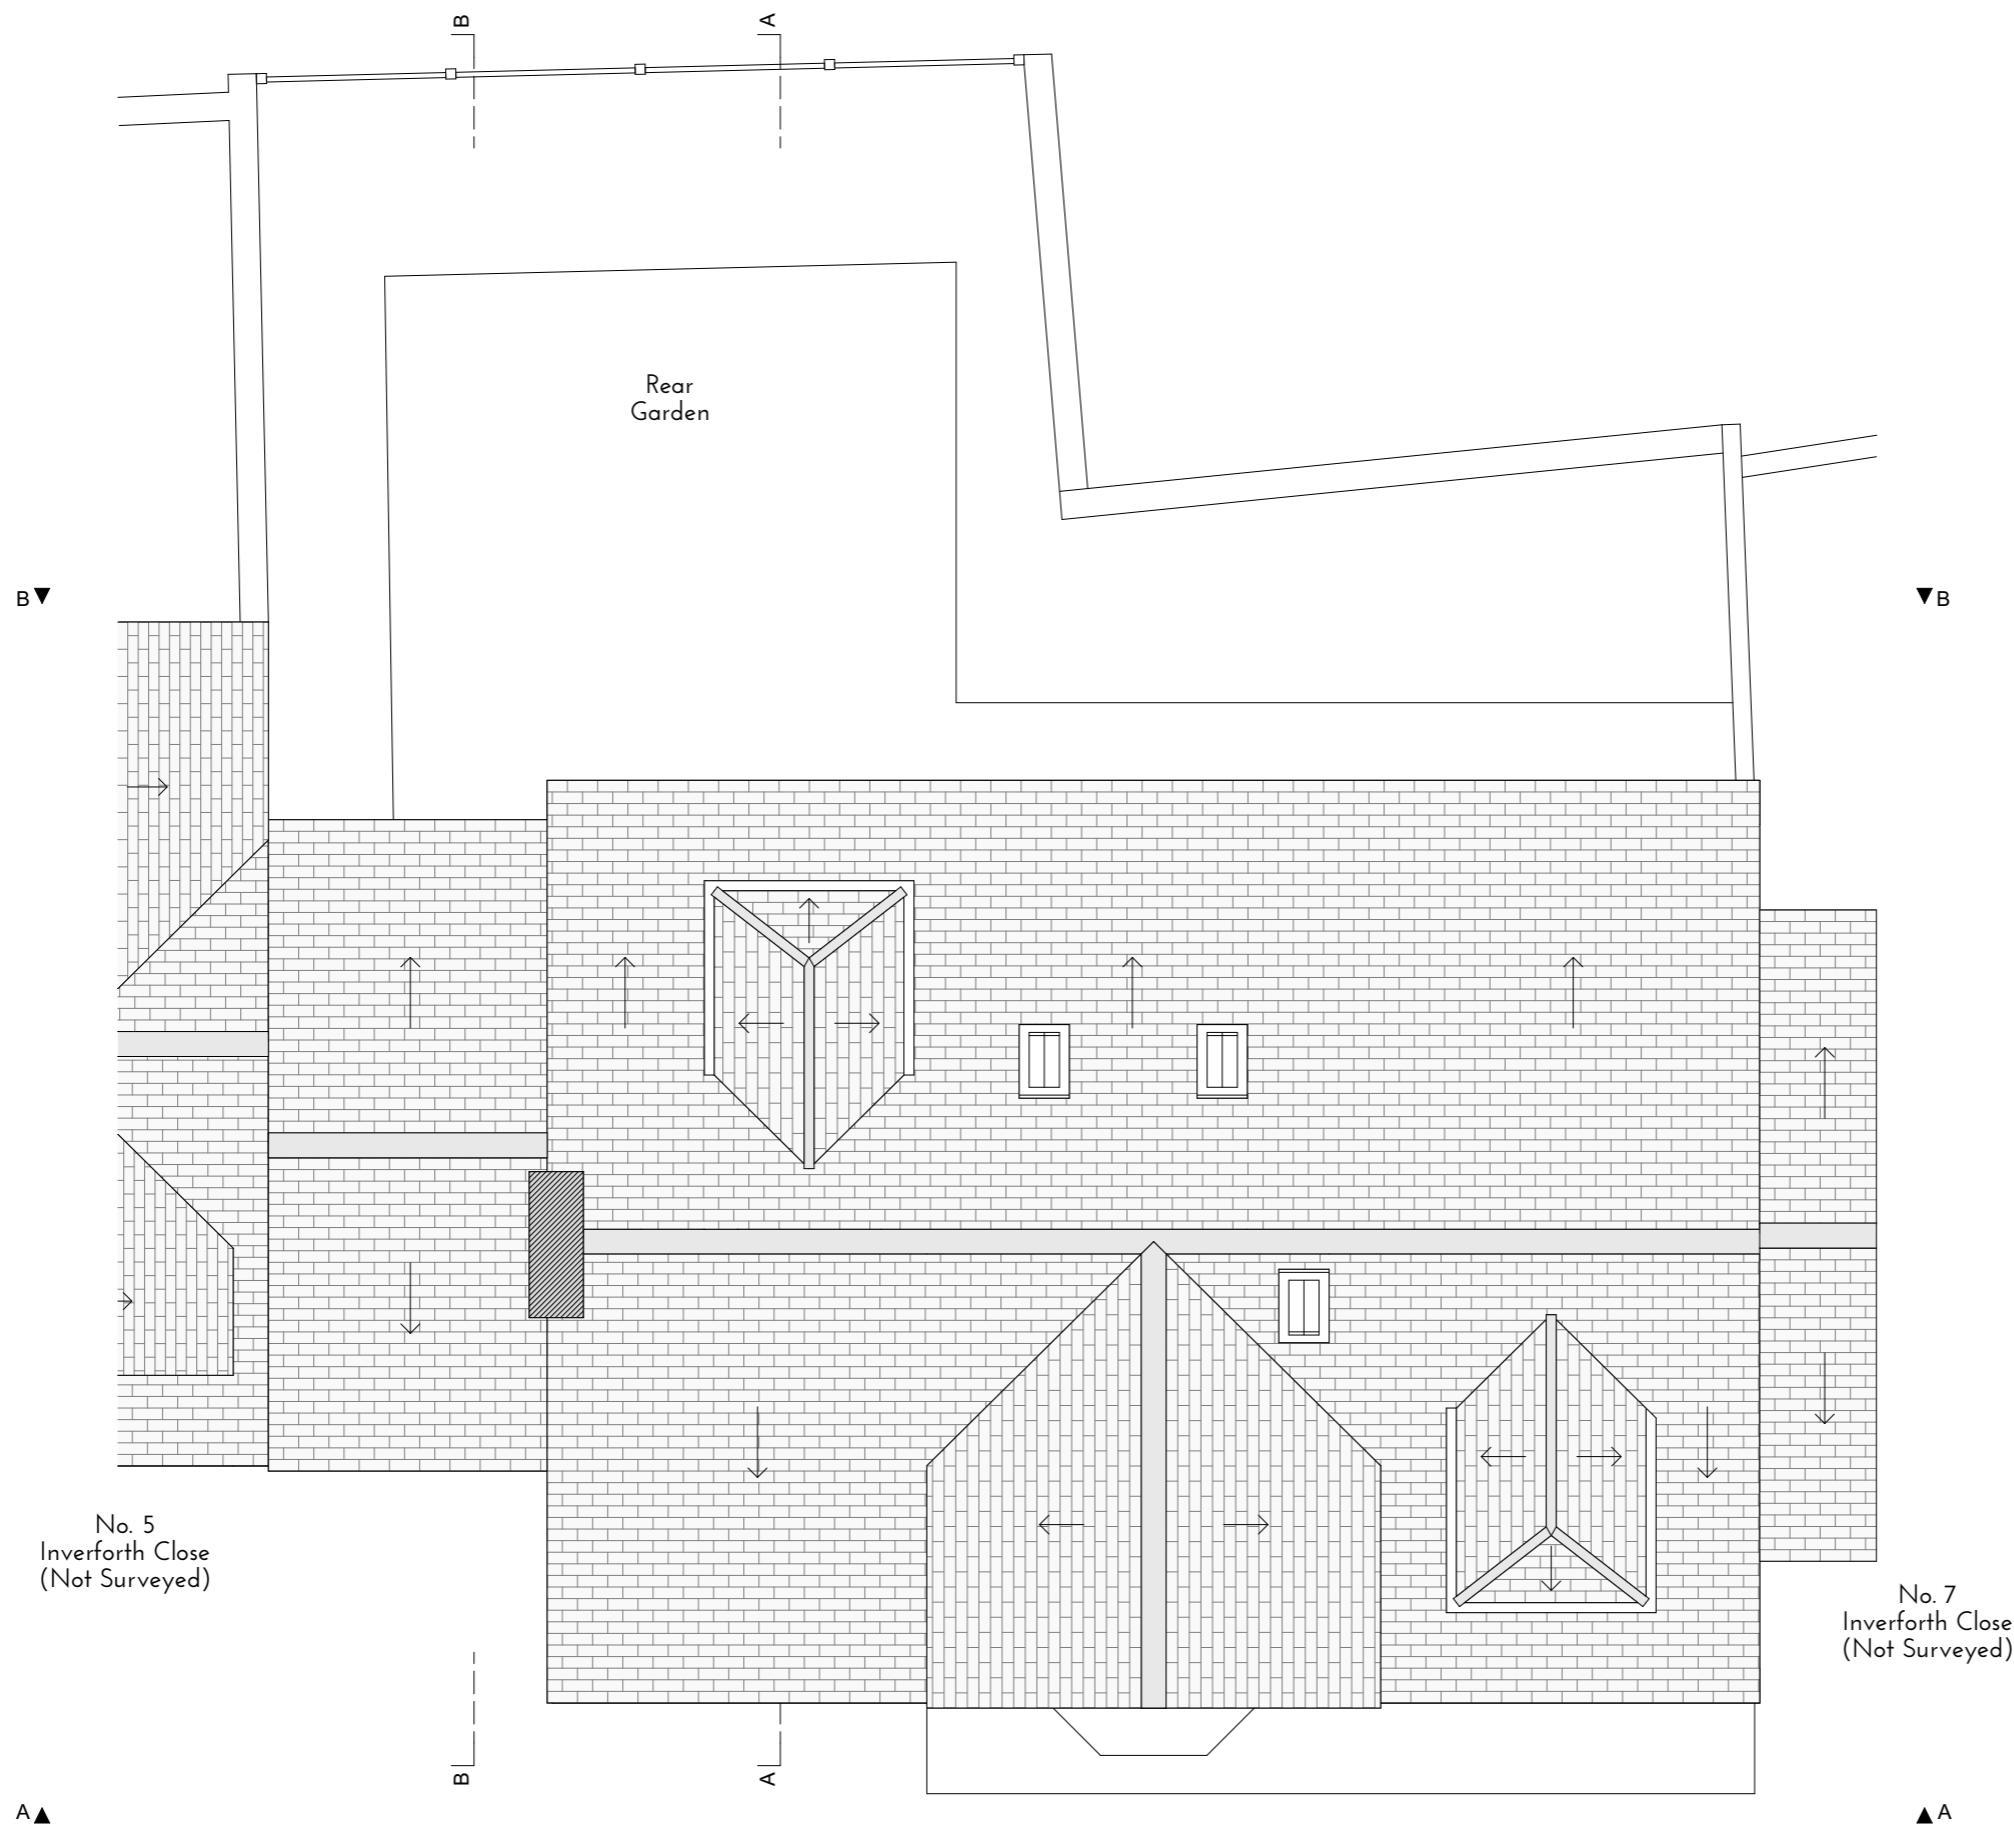 B
A
Rear
Garden
B
B
No. 5
Inverforth Close
(Not Surveyed)
No. 7
Inverforth Close
(Not Surveyed)
B
A
A
A